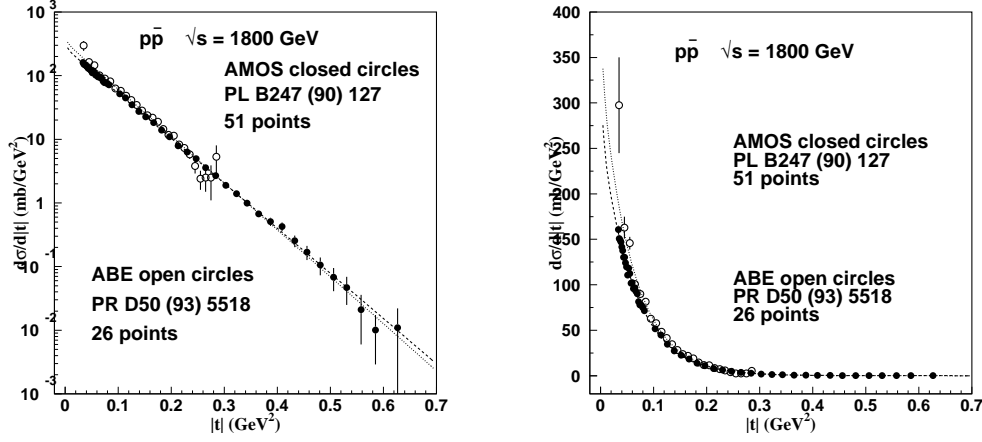 10³
10²
10
1
10⁻¹
10⁻²
10⁻³
dσ/d|t| (mb/GeV²)
pp̄ √s = 1800 GeV
AMOS closed circles
PL B247 (90) 127
51 points
ABE open circles
PR D50 (93) 5518
26 points
0 0.1 0.2 0.3 0.4 0.5 0.6 0.7
|t| (GeV²)
400
350
300
250
200
150
100
50
0
dσ/d|t| (mb/GeV²)
pp̄ √s = 1800 GeV
AMOS closed circles
PL B247 (90) 127
51 points
ABE open circles
PR D50 (93) 5518
26 points
0 0.1 0.2 0.3 0.4 0.5 0.6 0.7
|t| (GeV²)